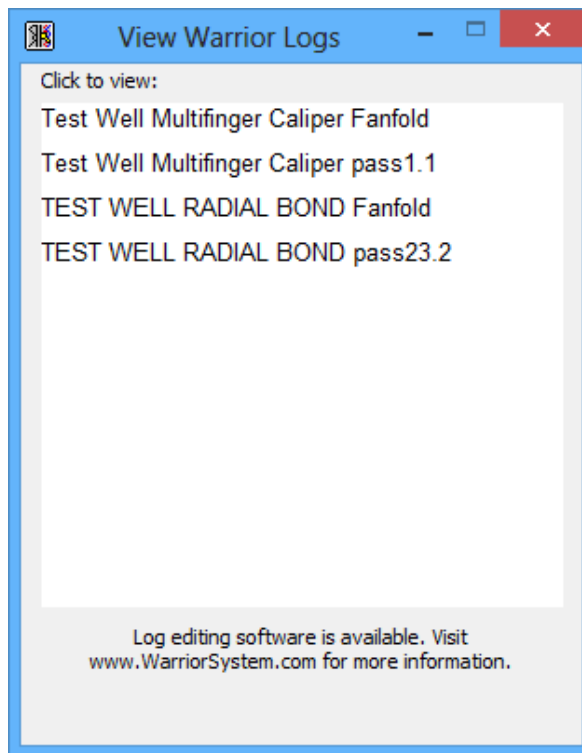 View Warrior Logs
Click to view:
Test Well Multifinger Caliper Fanfold
Test Well Multifinger Caliper pass1.1
TEST WELL RADIAL BOND Fanfold
TEST WELL RADIAL BOND pass23.2
Log editing software is available. Visit
www.WarriorSystem.com for more information.